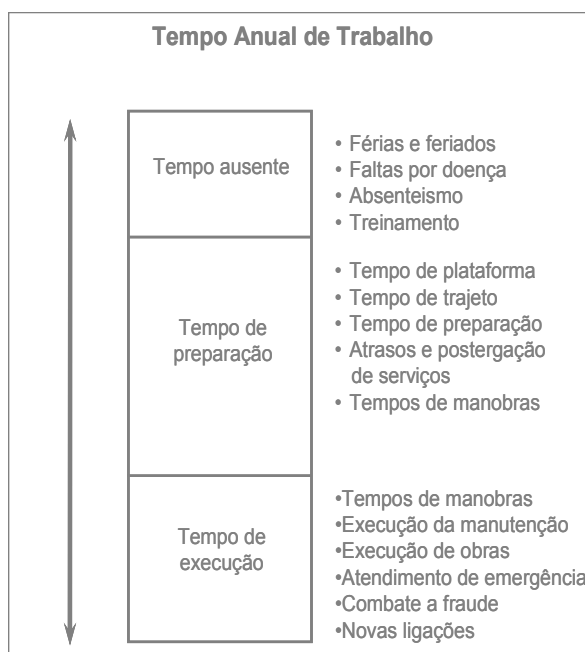 Tempo Anual de Trabalho
Tempo ausente
• Férias e feriados
• Faltas por doença
• Absenteismo
• Treinamento
Tempo de
preparação
• Tempo de plataforma
• Tempo de trajeto
• Tempo de preparação
• Atrasos e postergação
de serviços
• Tempos de manobras
Tempo de
execução
•Tempos de manobras
•Execução da manutenção
•Execução de obras
•Atendimento de emergência
•Combate a fraude
•Novas ligações